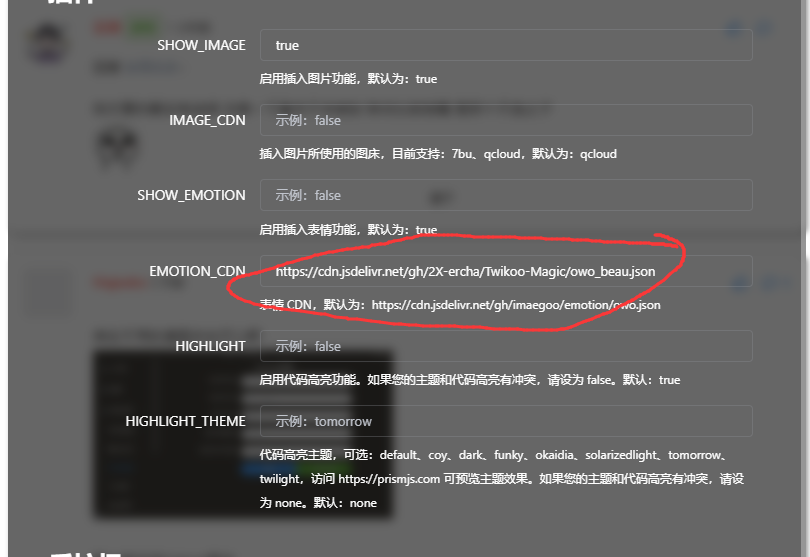 SHOW_IMAGE
true
启用插入图片功能，默认为：true
IMAGE_CDN
示例：false
插入图片所使用的图床，目前支持：7bu、qcloud，默认为：qcloud
SHOW_EMOTION
示例：false
启用插入表情功能，默认为：true
EMOTION_CDN
https://cdn.jsdelivr.net/gh/2X-ercha/Twikoo-Magic/owo_beau.json
表情 CDN，默认为：https://cdn.jsdelivr.net/gh/imaegoo/emotion/owo.json
HIGHLIGHT
示例：false
启用代码高亮功能。如果您的主题和代码高亮有冲突，请设为 false。默认：true
HIGHLIGHT_THEME
示例：tomorrow
代码高亮主题，可选：default、coy、dark、funky、okaidia、solarizedlight、tomorrow、
twilight，访问 https://prismjs.com 可预览主题效果。如果您的主题和代码高亮有冲突，请设
为 none。默认：none